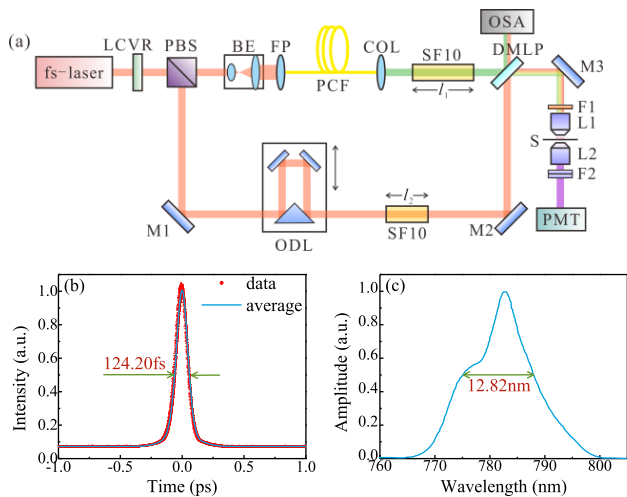 (a)
OSA
LCVR PBS BE FP COL SF10 DMLP
fs-laser
M3
PCF
l1
F1
L1
S
L2
F2
l2
M1
ODL
SF10
M2
PMT
(b)
data
average
124.20fs
Intensity (a.u.)
1.0
0.8
0.6
0.4
0.2
0.0
-1.0 -0.5 0.0 0.5 1.0
Time (ps)
(c)
12.82nm
Amplitude (a.u.)
1.0
0.8
0.6
0.4
0.2
0.0
760 770 780 790 800
Wavelength (nm)